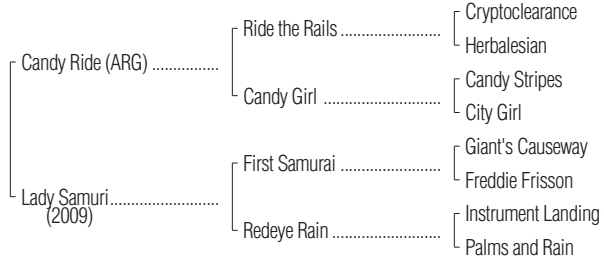 Cryptoclearance
Ride the Rails
Herbalesian
Candy Ride (ARG)
Candy Stripes
Candy Girl
City Girl
Giant's Causeway
First Samurai
Freddie Frisson
Lady Samuri
(2009)
Instrument Landing
Redeye Rain
Palms and Rain